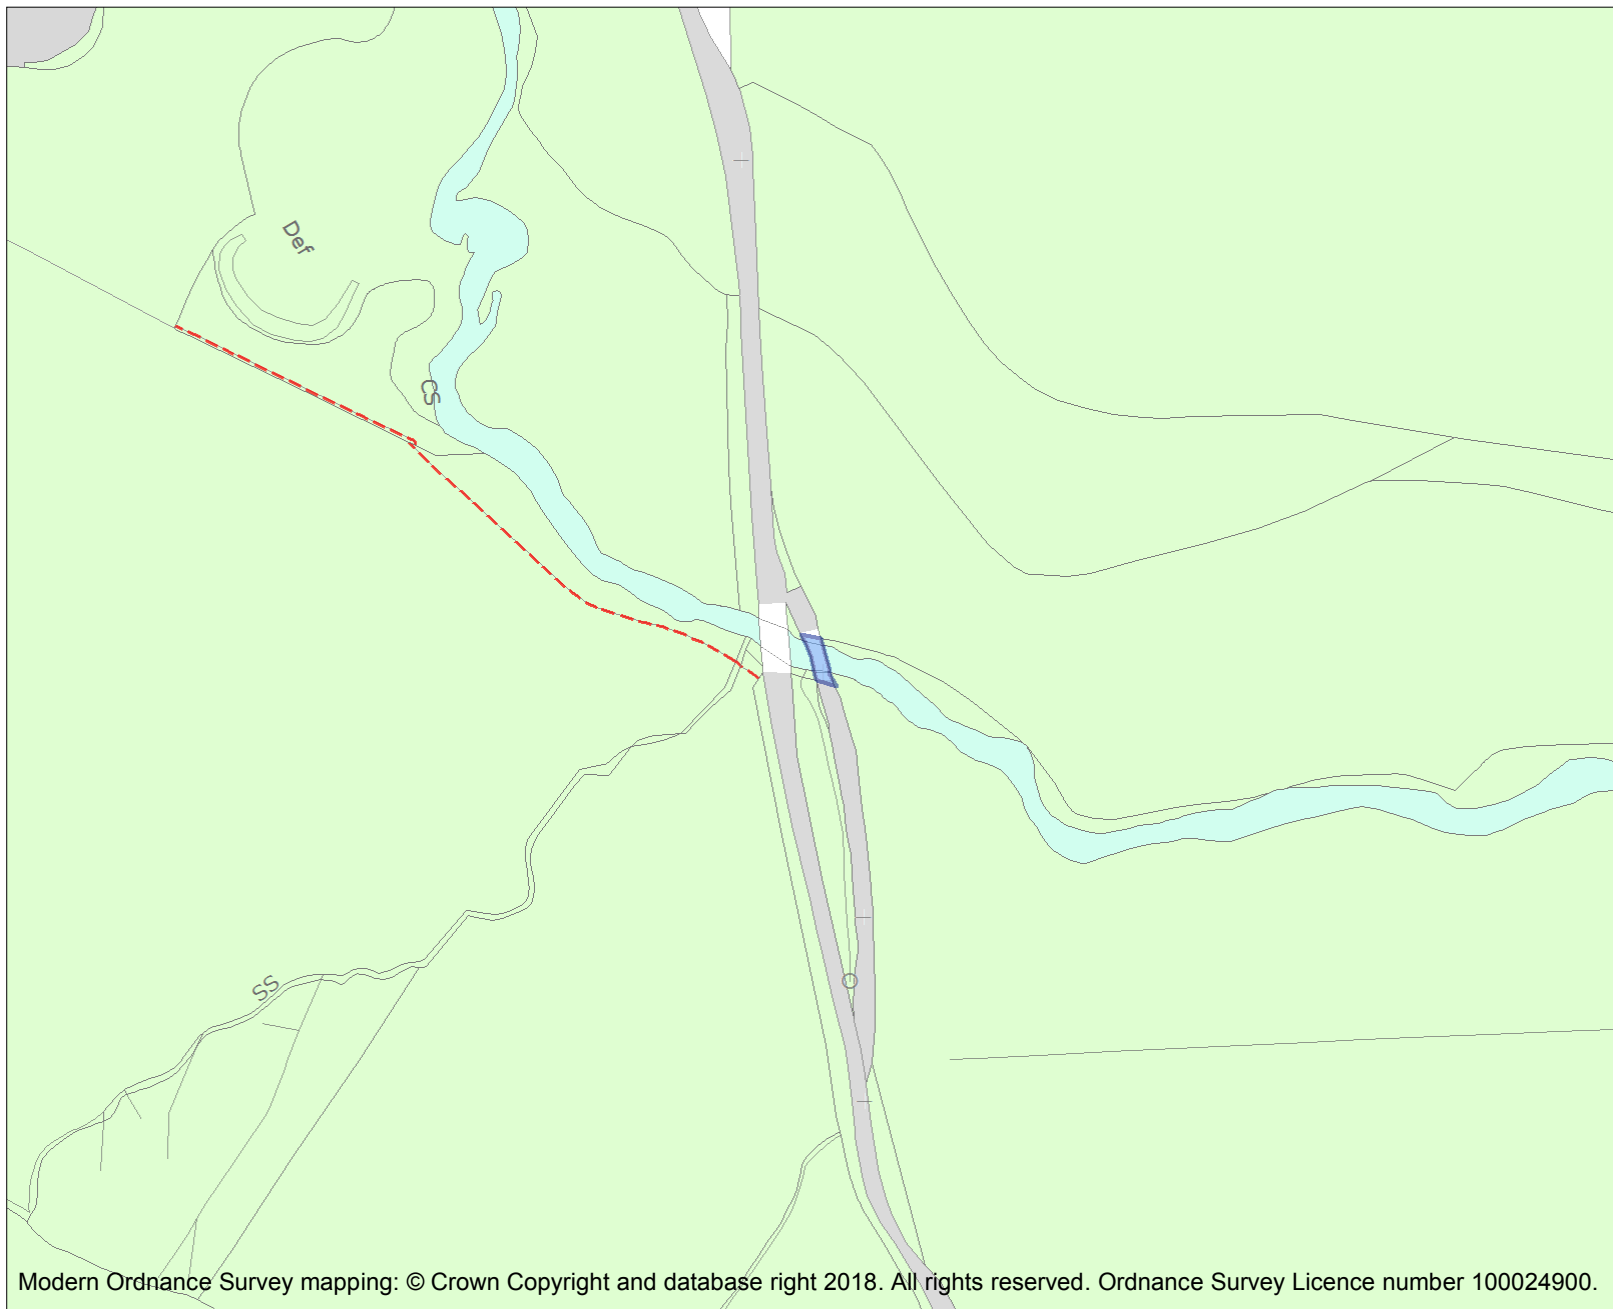 Def
CS
SS
Modern Ordnance Survey mapping: © Crown Copyright and database right 2018. All rights reserved. Ordnance Survey Licence number 100024900.